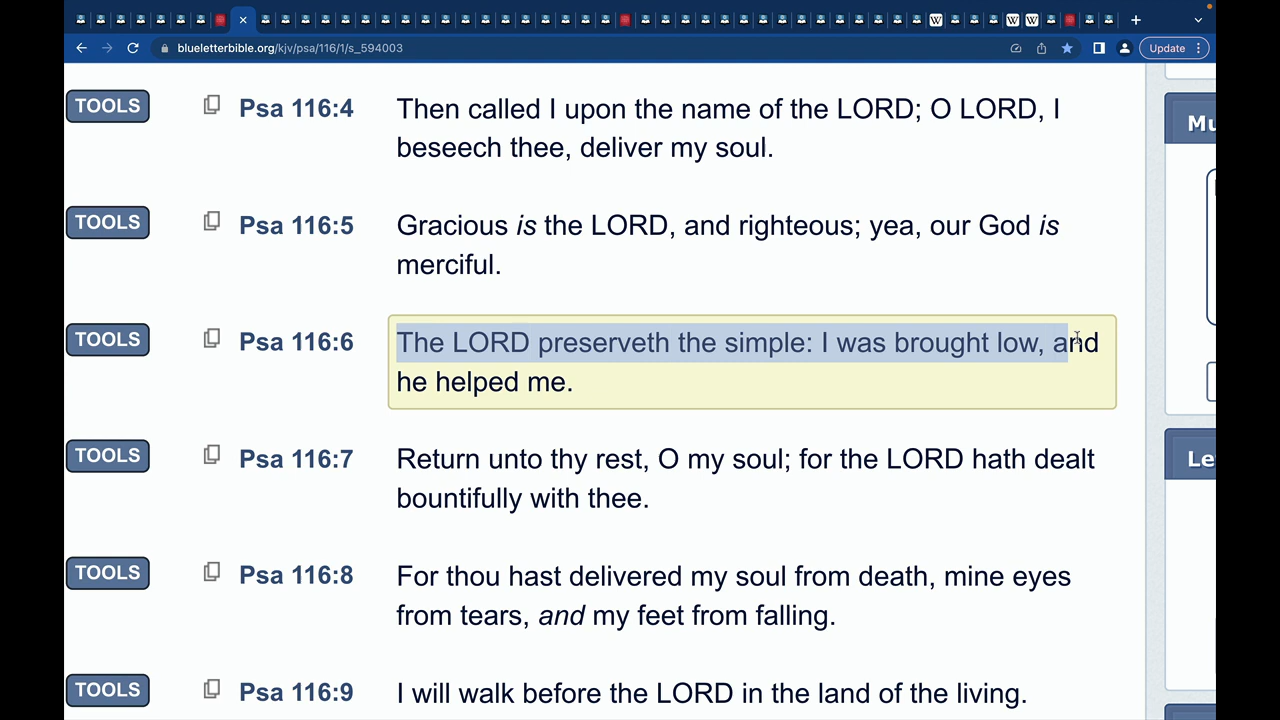 blueletterbible.org/kjv/psa/116/1/s_594003
Update
TOOLS Psa 116:4 Then called I upon the name of the LORD; O LORD, I
beseech thee, deliver my soul.
TOOLS Psa 116:5 Gracious is the LORD, and righteous; yea, our God is
merciful.
TOOLS Psa 116:6 The LORD preserveth the simple: I was brought low, and
he helped me.
TOOLS Psa 116:7 Return unto thy rest, O my soul; for the LORD hath dealt
bountifully with thee.
TOOLS Psa 116:8 For thou hast delivered my soul from death, mine eyes
from tears, and my feet from falling.
TOOLS Psa 116:9 I will walk before the LORD in the land of the living.
Mu
Le